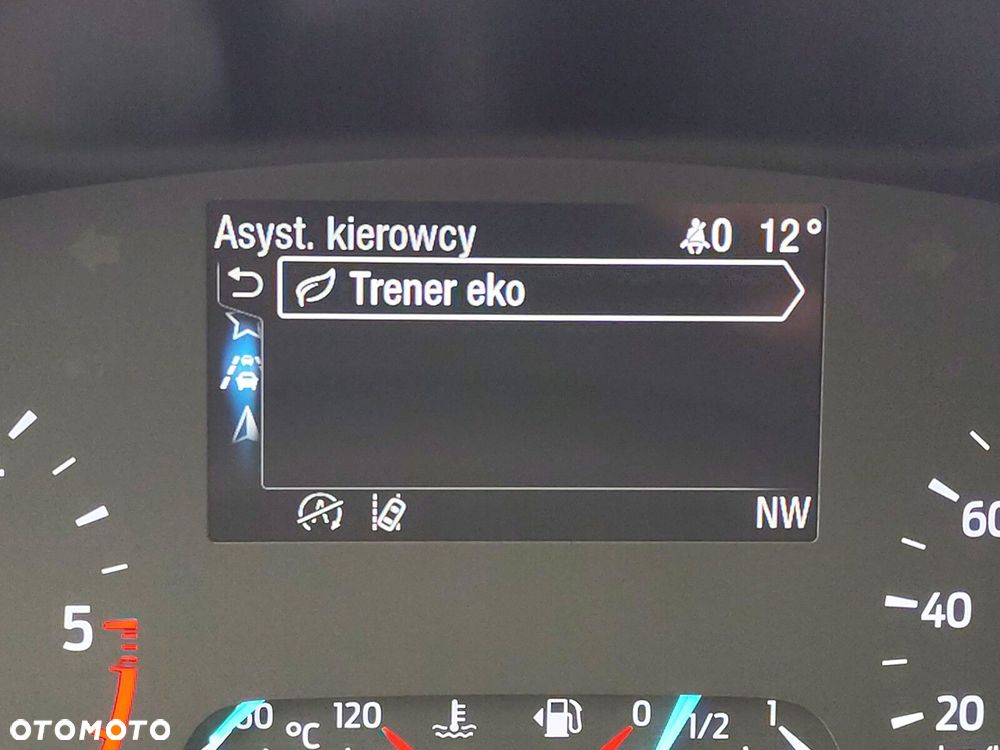 Asyst. kierowcy 0 12°
Trener eko
NW
5
60
40
20
120
°C
0 1/2 1
OTOMOTO